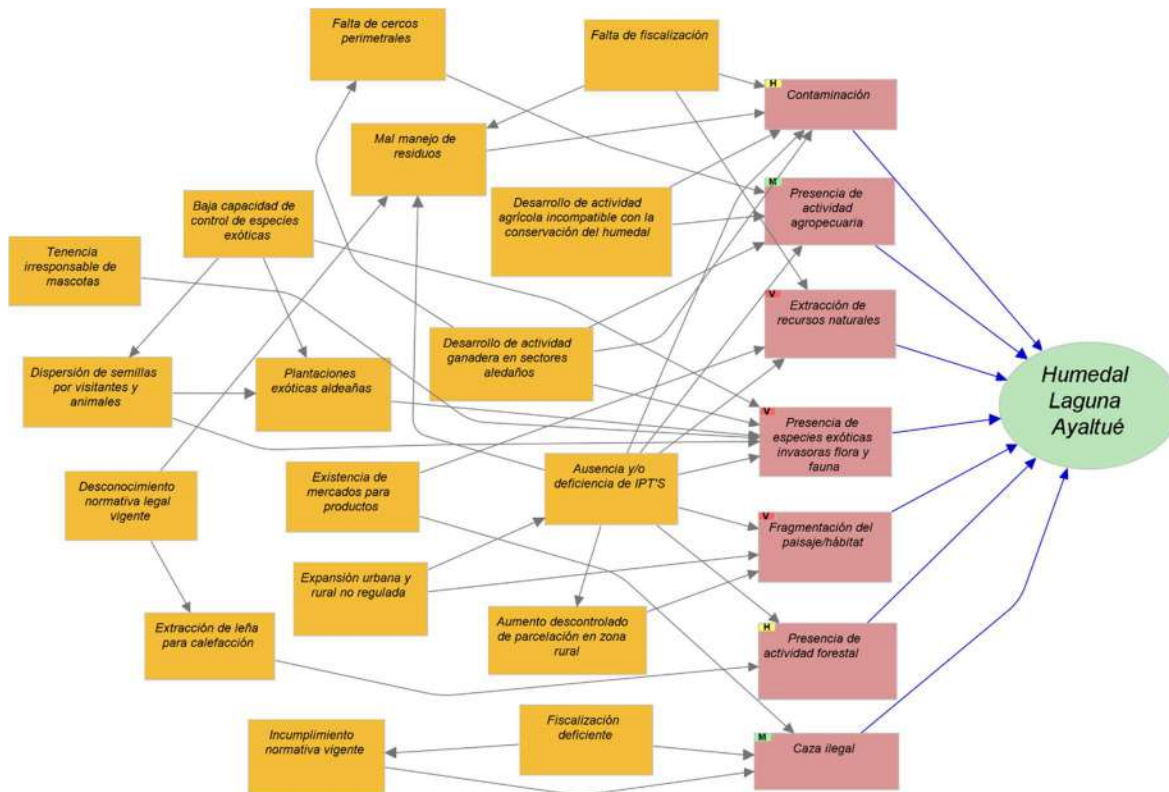 Falta de cercos
perimetrales
Falta de fiscalización
H
Contaminación
Mal manejo de
residuos
M
Presencia de
actividad
agropecuaria
Desarrollo de actividad
agrícola incompatible con la
conservación del humedal
Baja capacidad de
control de especies
exóticas
Tenencia
irresponsable de
mascotas
V
Extracción de
recursos naturales
Desarrollo de actividad
ganadera en sectores
aledaños
Dispersión de semillas
por visitantes y
animales
Plantaciones
exóticas aldeañas
Humedal
Laguna
Ayaltué
V
Presencia de
especies exóticas
invasoras flora y
fauna
Ausencia y/o
deficiencia de IPT'S
Existencia de
mercados para
productos
Desconocimiento
normativa legal
vigente
V
Fragmentación del
paisaje/hábitat
Expansión urbana y
rural no regulada
Aumento descontrolado
de parcelación en zona
rural
Extracción de leña
para calefacción
H
Presencia de
actividad forestal
Fiscalización
deficiente
Incumplimiento
normativa vigente
M
Caza ilegal